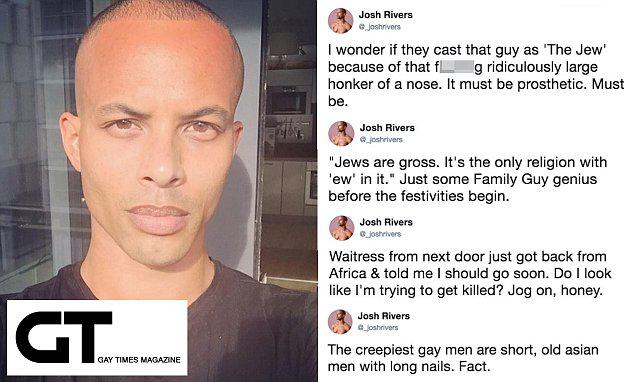 Josh Rivers
@_joshrivers
I wonder if they cast that guy as 'The Jew'
because of that f g ridiculously large
honker of a nose. It must be prosthetic. Must
be.
Josh Rivers
@_joshrivers
"Jews are gross. It's the only religion with
'ew' in it." Just some Family Guy genius
before the festivities begin.
Josh Rivers
@_joshrivers
Waitress from next door just got back from
Africa & told me I should go soon. Do I look
like I'm trying to get killed? Jog on, honey.
Josh Rivers
@_joshrivers
The creepiest gay men are short, old asian
men with long nails. Fact.
GT
GAY TIMES MAGAZINE